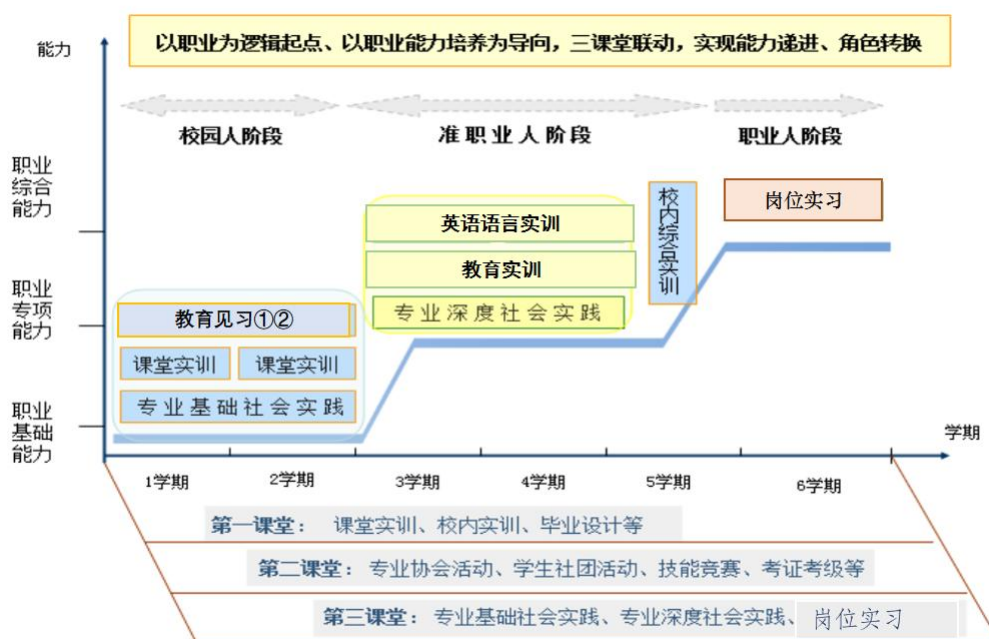 以职业为逻辑起点、以职业能力培养为导向，三课堂联动，实现能力递进、角色转换
能力
校园人阶段
准职业人阶段
职业人阶段
职业
综合
能力
职业
专项
能力
职业
基础
能力
教育见习①②
课堂实训
课堂实训
专业基础社会实践
英语语言实训
教育实训
专业深度社会实践
校内综合实训
岗位实习
学期
1学期
2学期
3学期
4学期
5学期
6学期
第一课堂： 课堂实训、校内实训、毕业设计等
第二课堂：专业协会活动、学生社团活动、技能竞赛、考证考级等
第三课堂：专业基础社会实践、专业深度社会实践、岗位实习